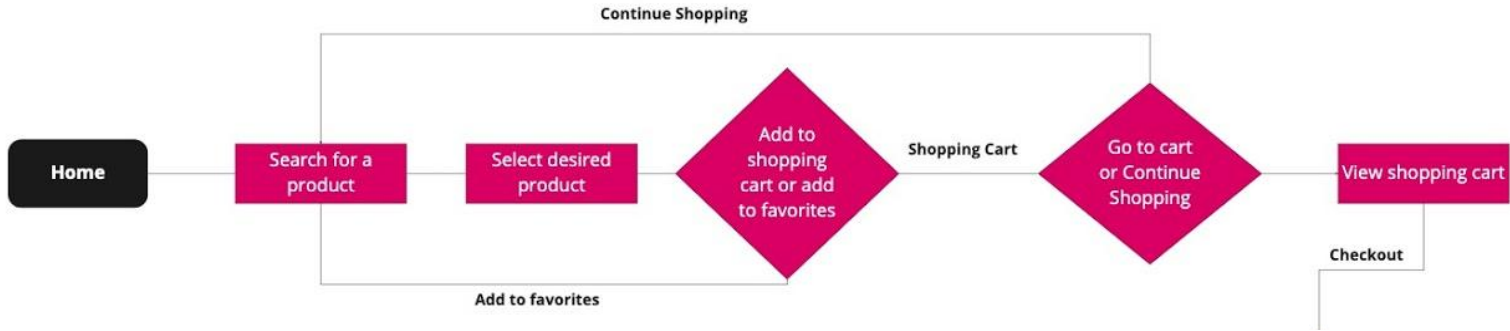 Continue Shopping
Home
Search for a
product
Select desired
product
Add to
shopping
cart or add
to favorites
Shopping Cart
Go to cart
or Continue
Shopping
View shopping cart
Checkout
Add to favorites